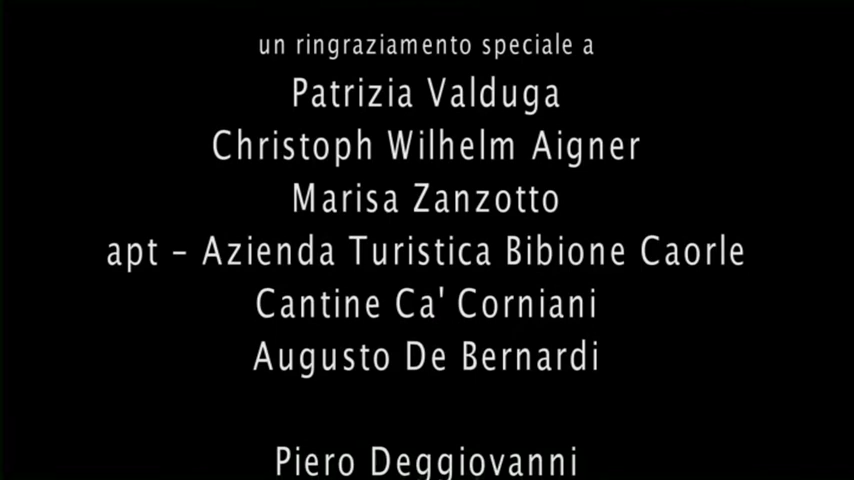 un ringraziamento speciale a
Patrizia Valduga
Christoph Wilhelm Aigner
Marisa Zanzotto
apt – Azienda Turistica Bibione Caorle
Cantine Ca' Corniani
Augusto De Bernardi
Piero Deggiovanni